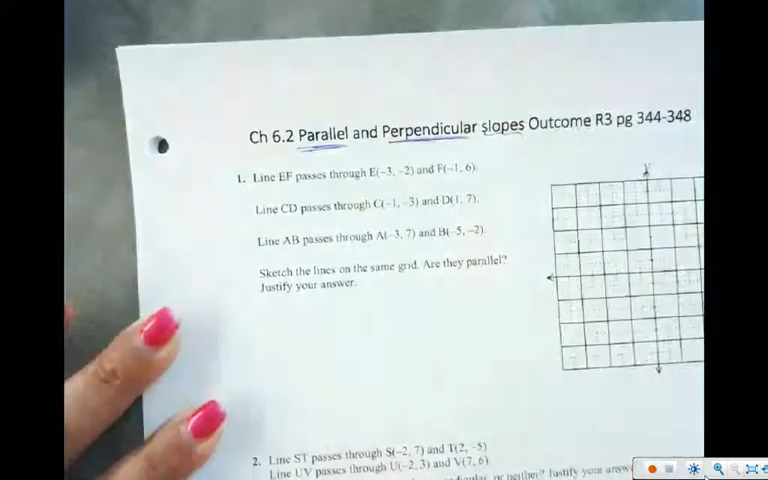 Ch 6.2 Parallel and Perpendicular slopes Outcome R3 pg 344-348
1. Line EF passes through E(−3, −2) and F(−1, 6).
Line CD passes through C(−1, −3) and D(1, 7).
Line AB passes through A(−3, 7) and B(−5, −2).
Sketch the lines on the same grid. Are they parallel?
Justify your answer.
y
2. Line ST passes through S(−2, 7) and T(2, −5)
Line UV passes through U(−2, 3) and V(7, 6)
or neither? Justify your